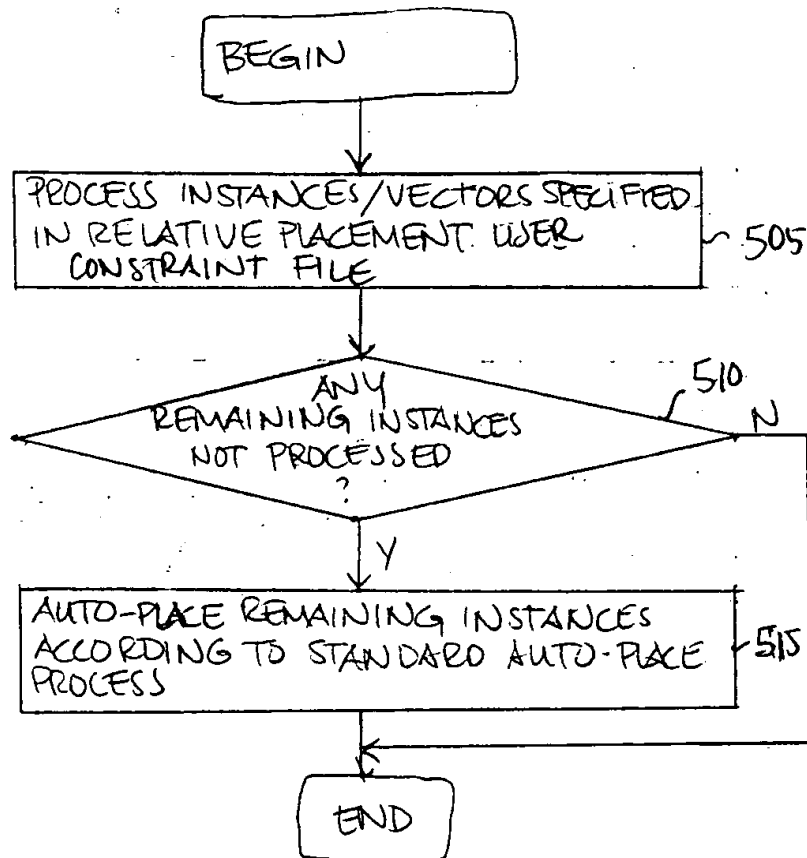 BEGIN
PROCESS INSTANCES/VECTORS SPECIFIED
IN RELATIVE PLACEMENT USER
CONSTRAINT FILE
505
ANY
REMAINING INSTANCES
NOT PROCESSED
?
510
N
Y
AUTO-PLACE REMAINING INSTANCES
ACCORDING TO STANDARD AUTO-PLACE
PROCESS
515
END